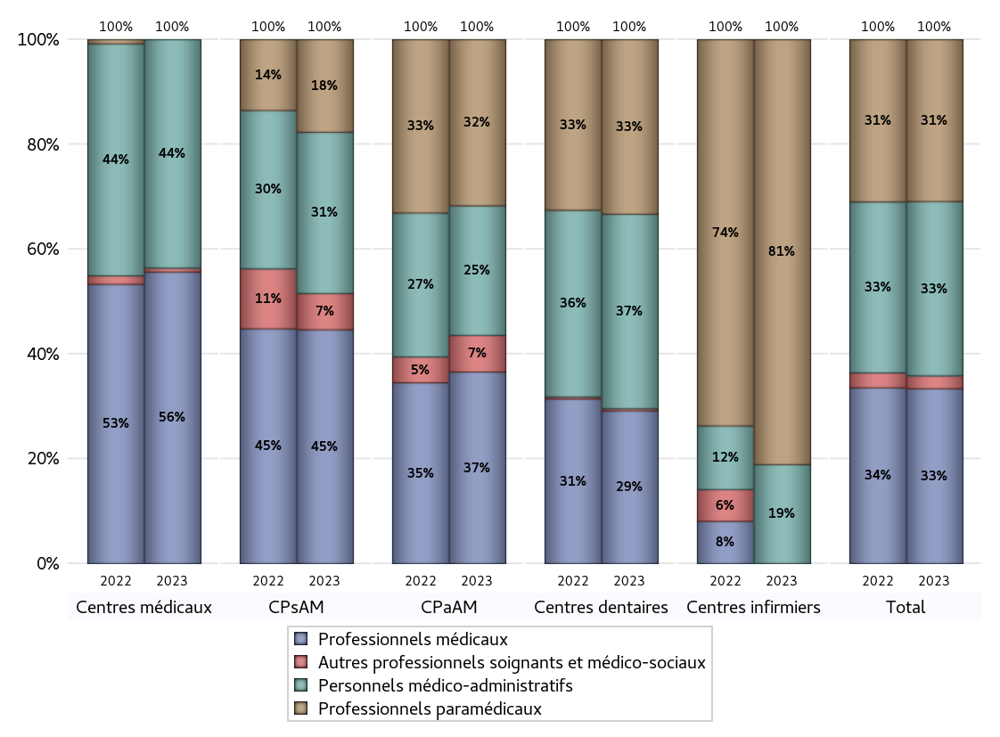 100% 100% 100% 100% 100% 100% 100% 100% 100% 100% 100% 100%
100%
80%
60%
40%
20%
0%
44% 53%
44% 56%
14% 30% 11% 45%
18% 31% 7% 45%
33% 27% 5% 35%
32% 25% 7% 37%
33% 36% 31%
33% 37% 29%
74% 12% 6% 8%
81% 19%
31% 33% 34%
31% 33% 33%
2022 2023 2022 2023 2022 2023 2022 2023 2022 2023 2022 2023
Centres médicaux CPsAM CPaAM Centres dentaires Centres infirmiers Total
Professionnels médicaux
Autres professionnels soignants et médico-sociaux
Personnels médico-administratifs
Professionnels paramédicaux